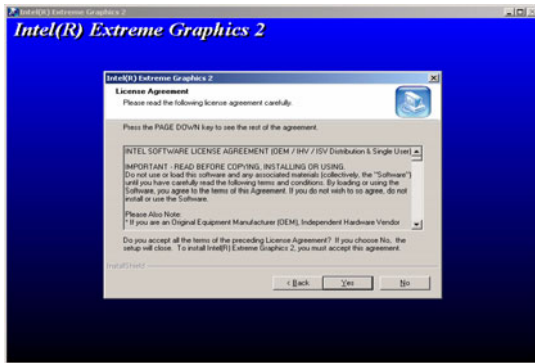 Intel(R) Extreme Graphics 2
Intel(R) Extreme Graphics 2
Intel(R) Extreme Graphics 2
License Agreement
Please read the following license agreement carefully.
Press the PAGE DOWN key to see the rest of the agreement.
INTEL SOFTWARE LICENSE AGREEMENT (OEM / IHV / ISV Distribution & Single User)
IMPORTANT - READ BEFORE COPYING, INSTALLING OR USING.
Do not use or load this software and any associated materials (collectively, the "Software")
until you have carefully read the following terms and conditions. By loading or using the
Software, you agree to the terms of this Agreement. If you do not wish to so agree, do not
install or use the Software.
Please Also Note:
* If you are an Original Equipment Manufacturer (OEM), Independent Hardware Vendor
Do you accept all the terms of the preceding License Agreement? If you choose No, the
setup will close. To install Intel(R) Extreme Graphics 2, you must accept this agreement.
InstallShield
< Back Yes No